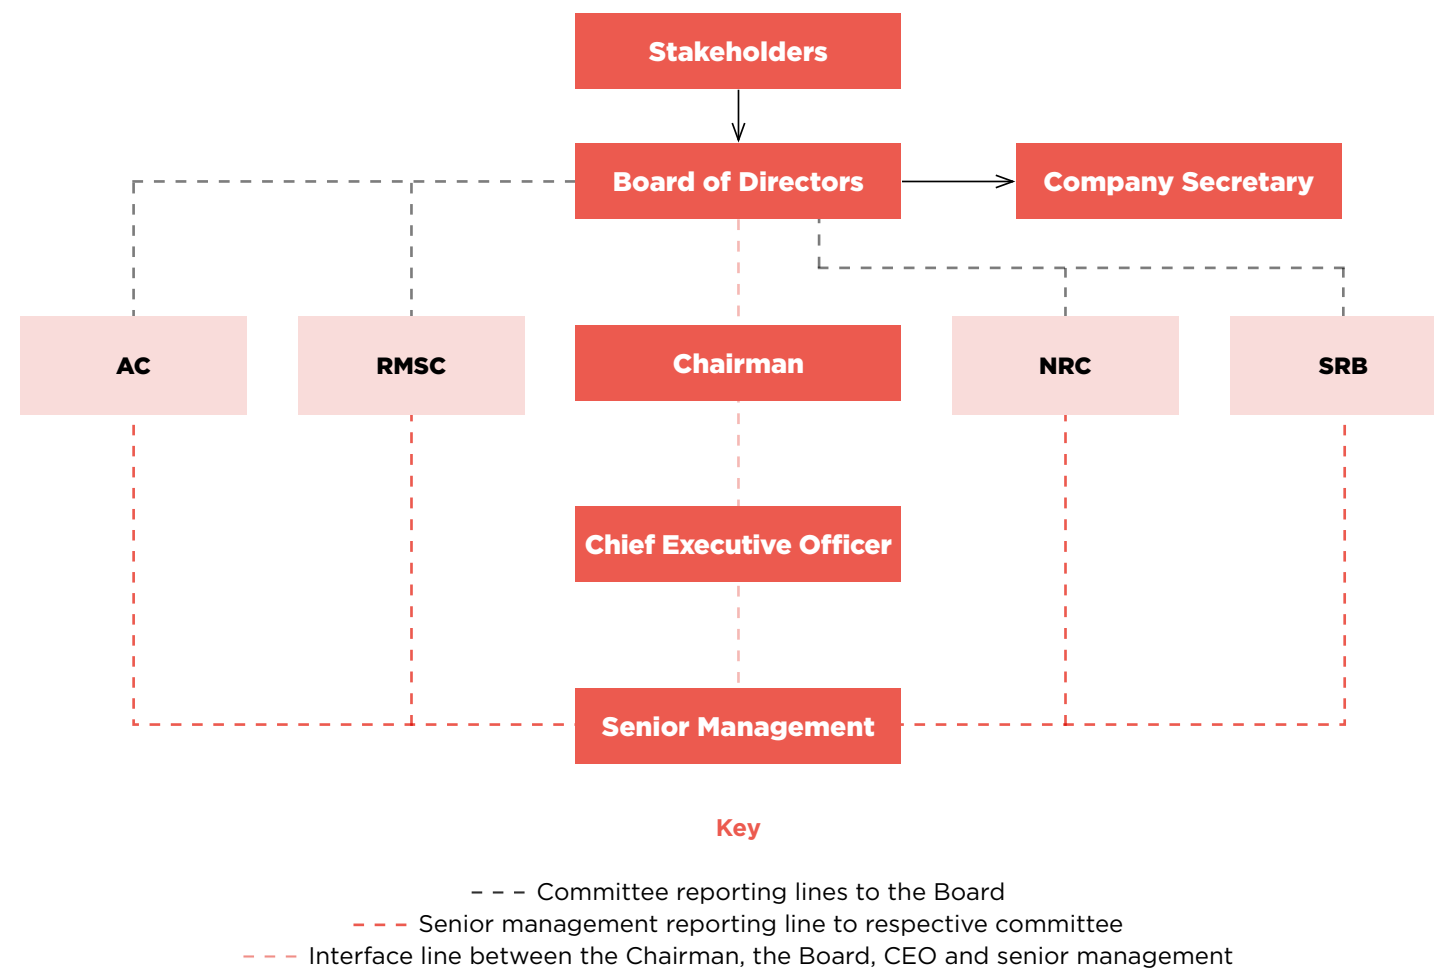 Stakeholders
Board of Directors
Company Secretary
AC
RMSC
Chairman
NRC
SRB
Chief Executive Officer
Senior Management
Key
Committee reporting lines to the Board
Senior management reporting line to respective committee
Interface line between the Chairman, the Board, CEO and senior management